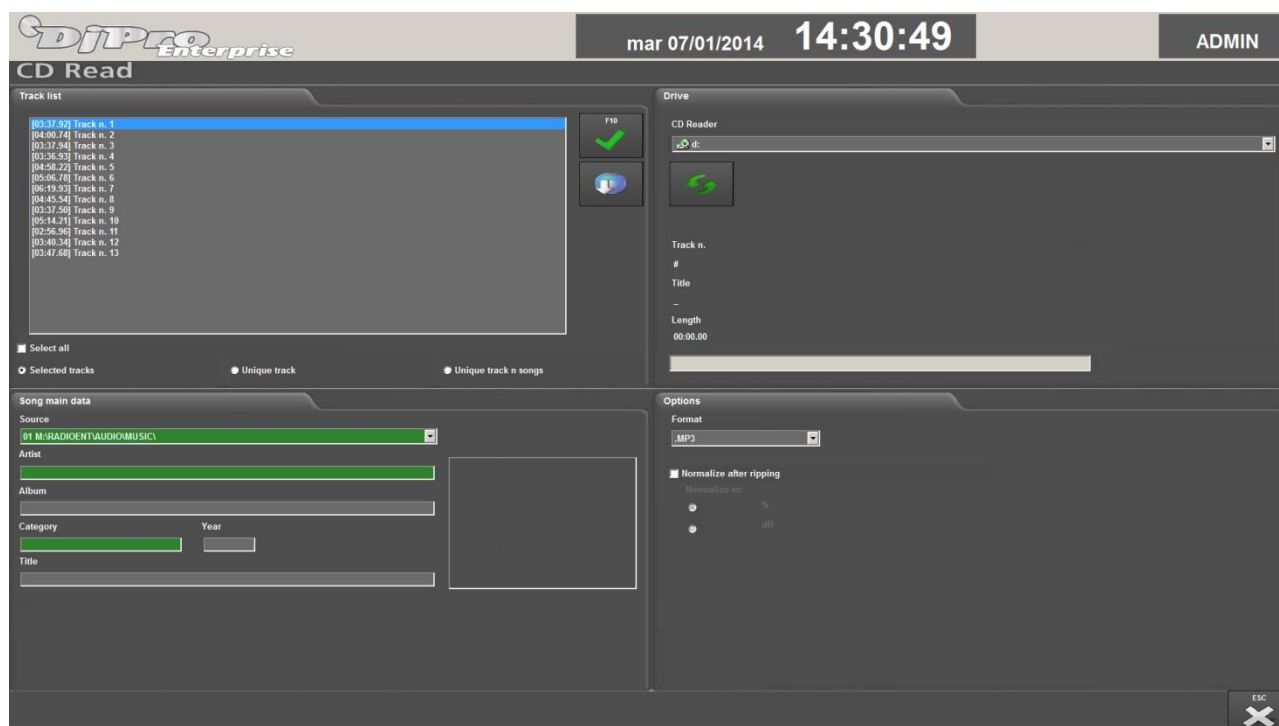 DJPro Enterprise
mar 07/01/2014 14:30:49 ADMIN
CD Read
Track list
[03:37.92] Track n. 1
[04:00.74] Track n. 2
[03:37.94] Track n. 3
[03:36.93] Track n. 4
[04:58.22] Track n. 5
[05:06.78] Track n. 6
[06:19.93] Track n. 7
[04:45.54] Track n. 8
[03:37.50] Track n. 9
[05:14.21] Track n. 10
[02:56.96] Track n. 11
[03:40.34] Track n. 12
[03:47.68] Track n. 13
F10
Select all
Selected tracks Unique track Unique track n songs
Drive
CD Reader
d:
Track n.
#
Title
_
Length
00:00.00
Song main data
Source
01 M:\RADIOENT\AUDIO\MUSIC\
Artist
Album
Category Year
Title
Options
Format
.MP3
Normalize after ripping
Normalize to:
%
dB
ESC